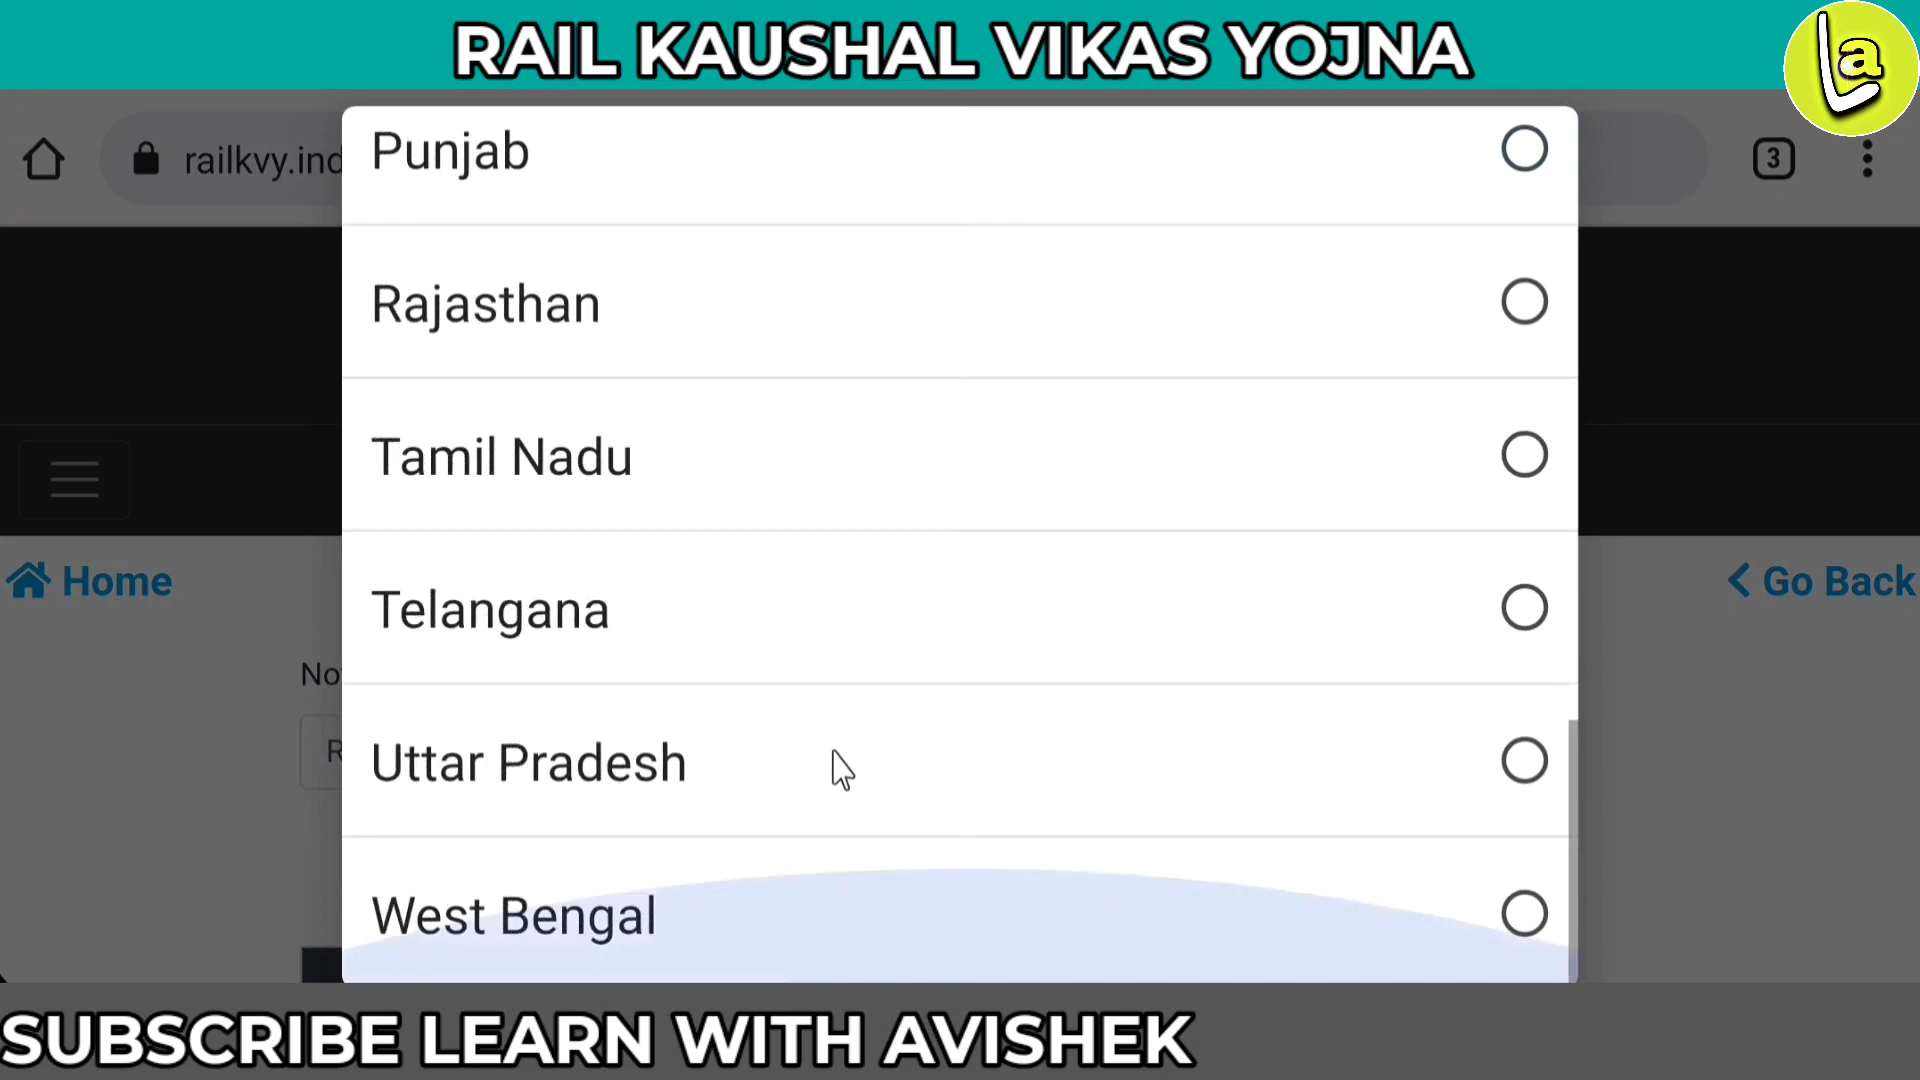 RAIL KAUSHAL VIKAS YOJNA
La
railkvy.ind
3
Punjab
Rajasthan
Tamil Nadu
Telangana
Uttar Pradesh
West Bengal
Home
Go Back
No
R
SUBSCRIBE LEARN WITH AVISHEK